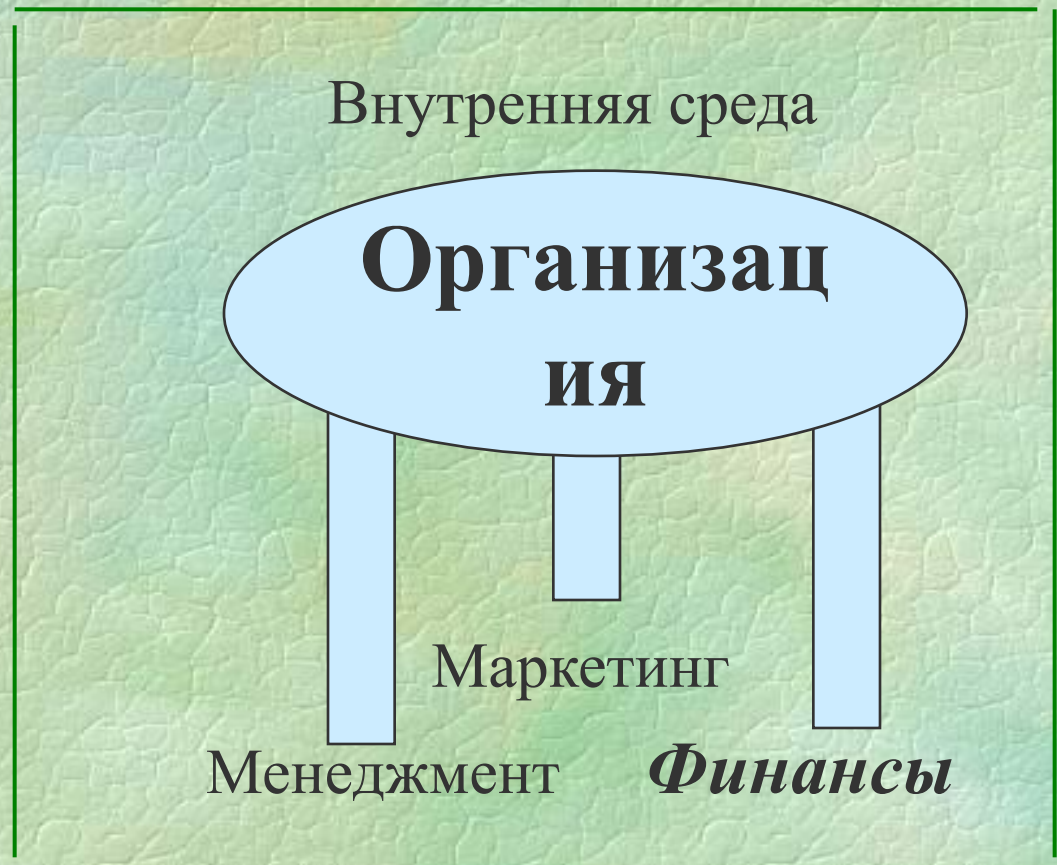 Внутренняя среда
Организац
ия
Маркетинг
Менеджмент
Финансы